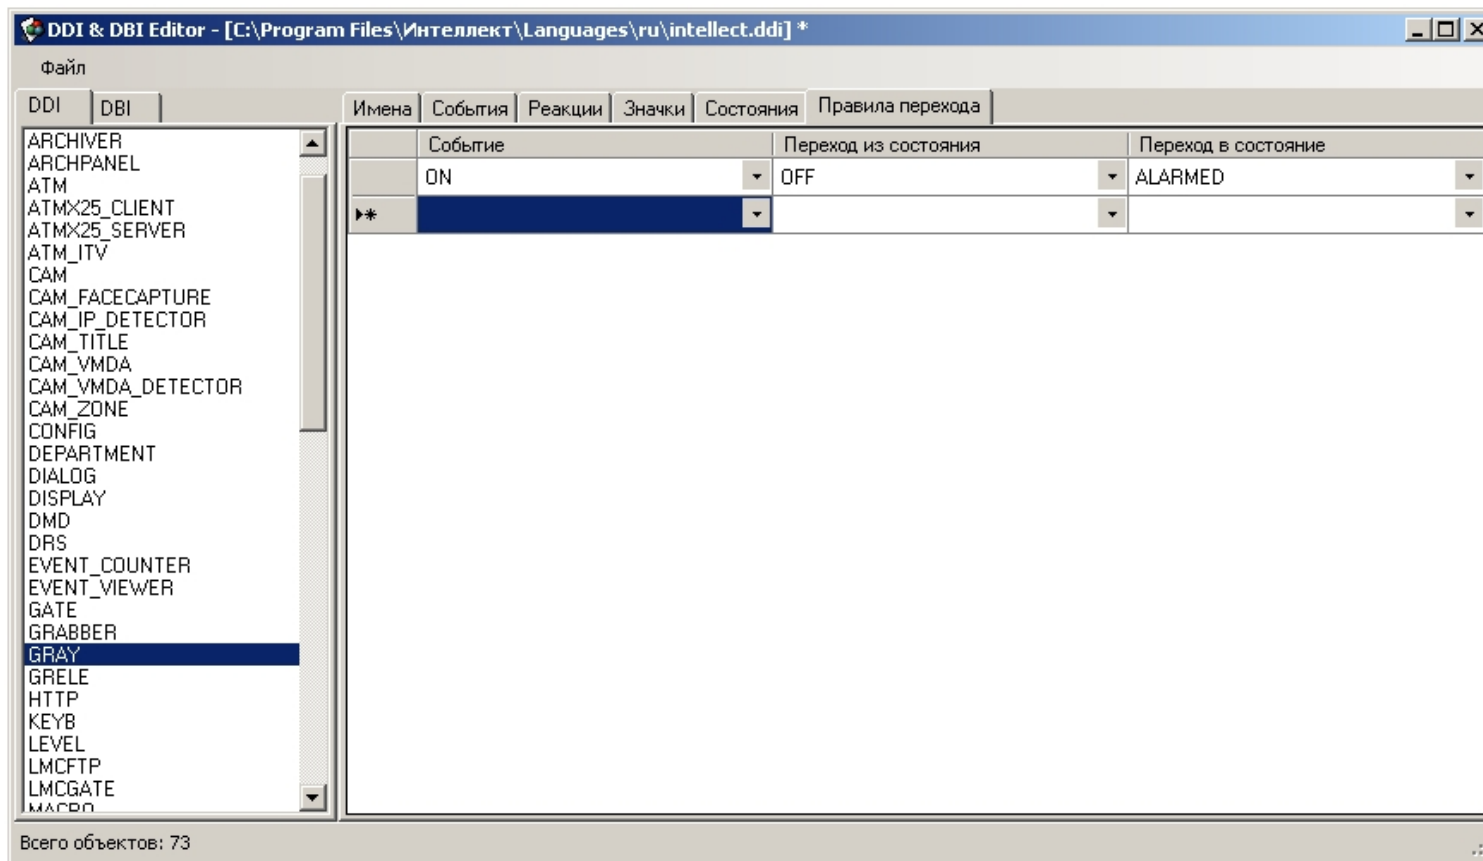 DDI & DBI Editor - [C:\Program Files\Интеллект\Languages\ru\intellect.ddi] *
Файл
DDI DBI
Имена События Реакции Значки Состояния Правила перехода
Событие Переход из состояния Переход в состояние
ON OFF ALARMED
ARCHIVER
ARCHPANEL
ATM
ATMX25_CLIENT
ATMX25_SERVER
ATM_ITV
CAM
CAM_FACECAPTURE
CAM_IP_DETECTOR
CAM_TITLE
CAM_VMDA
CAM_VMDA_DETECTOR
CAM_ZONE
CONFIG
DEPARTMENT
DIALOG
DISPLAY
DMD
DRS
EVENT_COUNTER
EVENT_VIEWER
GATE
GRABBER
GRAY
GRELE
HTTP
KEYB
LEVEL
LMCFTP
LMCGATE
MACRO
Всего объектов: 73